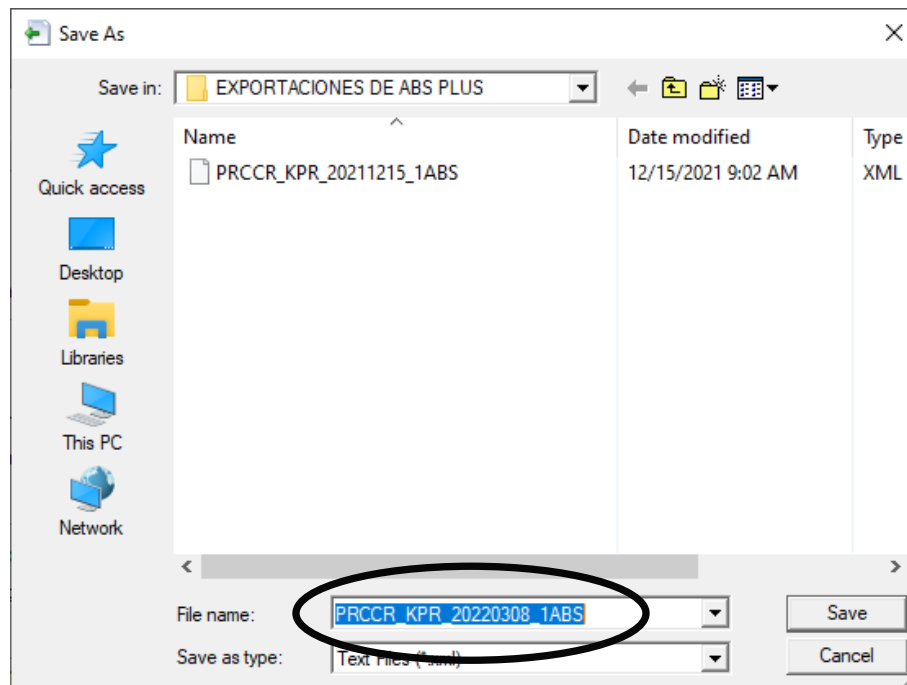 Save As
Save in: EXPORTACIONES DE ABS PLUS
Name Date modified Type
PRCCR_KPR_20211215_1ABS 12/15/2021 9:02 AM XML
Quick access
Desktop
Libraries
This PC
Network
File name: PRCCR_KPR_20220308_1ABS Save
Save as type: Text Files (*.xml) Cancel